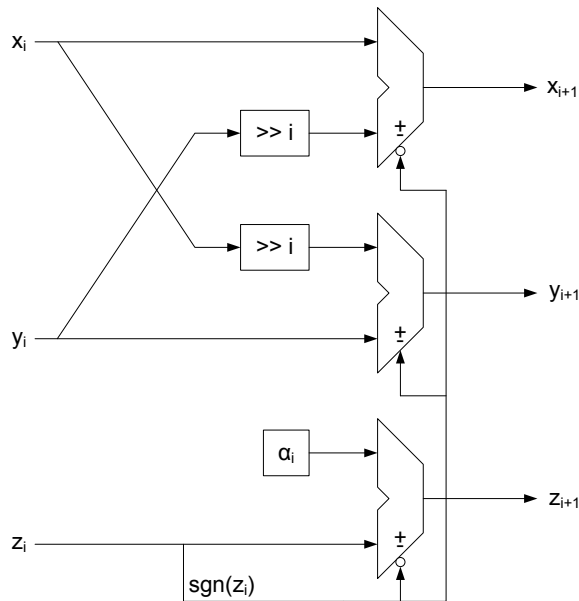 xᵢ
xᵢ₊₁
>> i
±
>> i
yᵢ₊₁
yᵢ
±
αᵢ
zᵢ₊₁
zᵢ
±
sgn(zᵢ)